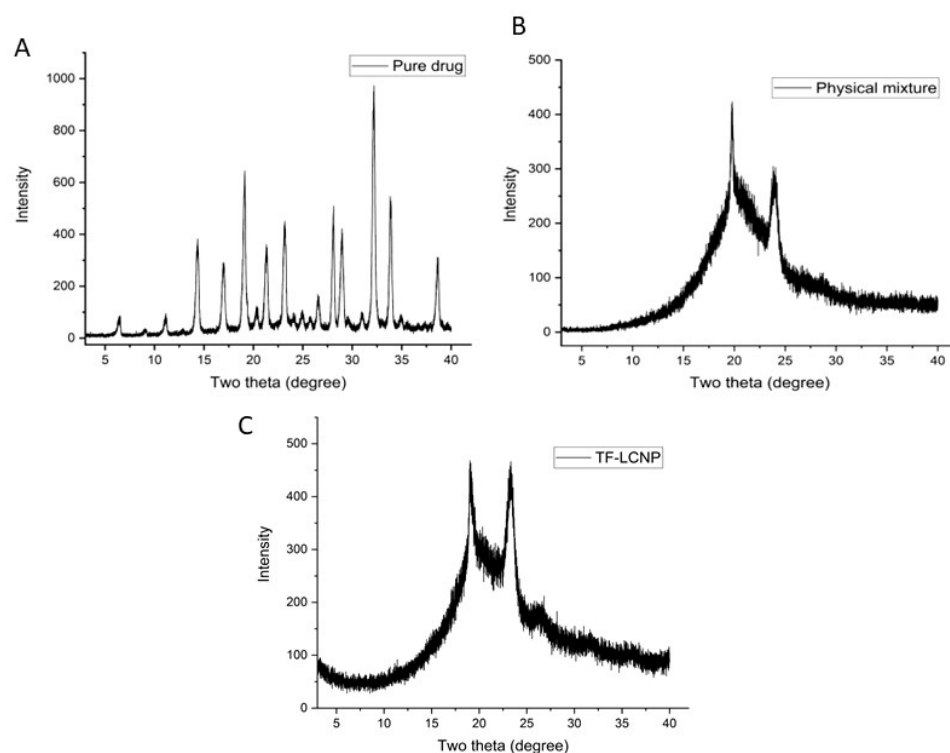 A
Pure drug
1000
800
600
400
200
0
Intensity
5 10 15 20 25 30 35 40
Two theta (degree)
B
Physical mixture
500
400
300
200
100
0
Intensity
5 10 15 20 25 30 35 40
Two theta (degree)
C
TF-LCNP
500
400
300
200
100
0
Intensity
5 10 15 20 25 30 35 40
Two theta (degree)